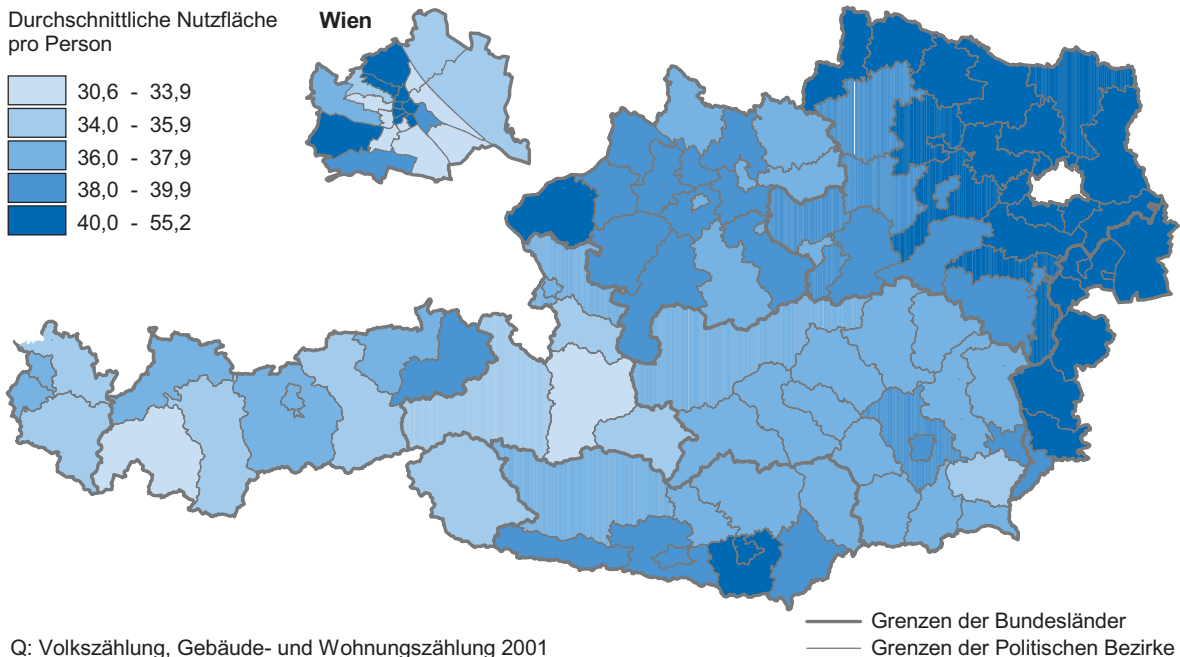 Durchschnittliche Nutzfläche
pro Person
30,6 - 33,9
34,0 - 35,9
36,0 - 37,9
38,0 - 39,9
40,0 - 55,2
Wien
Grenzen der Bundesländer
Grenzen der Politischen Bezirke
Q: Volkszählung, Gebäude- und Wohnungszählung 2001